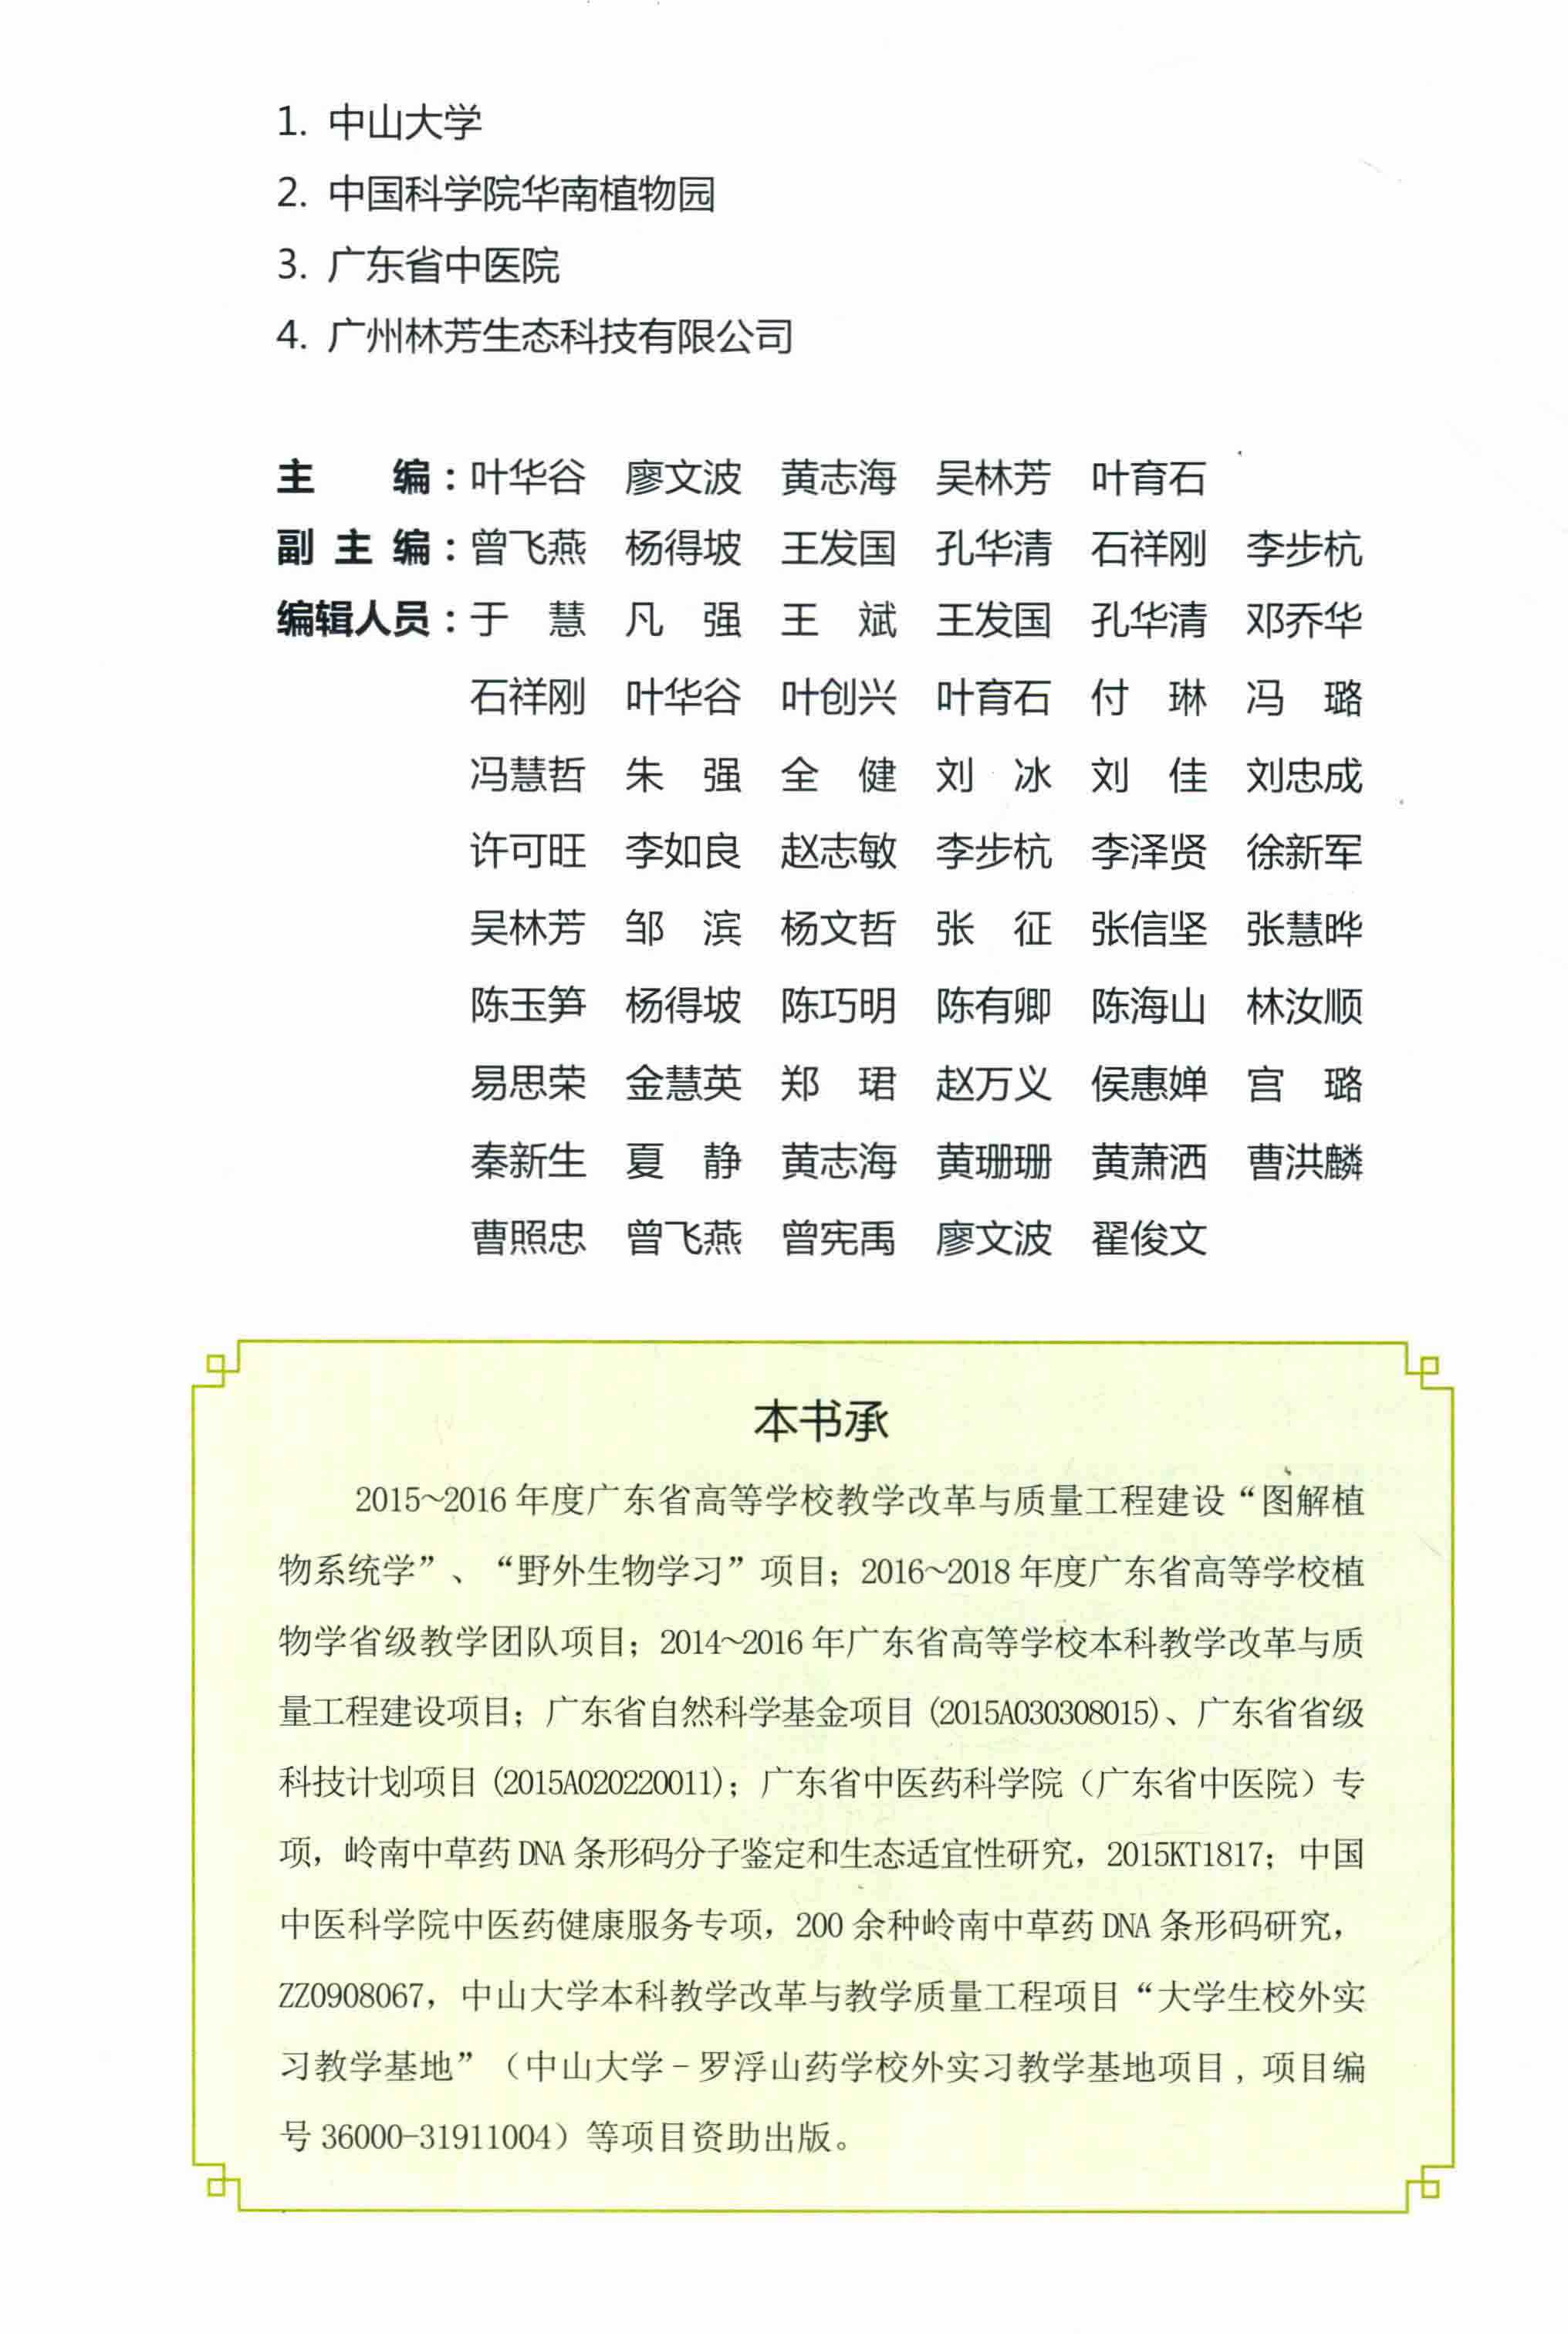 1. 中山大学
2. 中国科学院华南植物园
3. 广东省中医院
4. 广州林芳生态科技有限公司
主　　编：叶华谷　廖文波　黄志海　吴林芳　叶育石
副 主 编：曾飞燕　杨得坡　王发国　孔华清　石祥刚　李步杭
编辑人员：于　慧　凡　强　王　斌　王发国　孔华清　邓乔华
石祥刚　叶华谷　叶创兴　叶育石　付　琳　冯　璐
冯慧哲　朱　强　全　健　刘　冰　刘　佳　刘忠成
许可旺　李如良　赵志敏　李步杭　李泽贤　徐新军
吴林芳　邹　滨　杨文哲　张　征　张信坚　张慧晔
陈玉笋　杨得坡　陈巧明　陈有卿　陈海山　林汝顺
易思荣　金慧英　郑　珺　赵万义　侯惠婵　宫　璐
秦新生　夏　静　黄志海　黄珊珊　黄萧洒　曹洪麟
曹照忠　曾飞燕　曾宪禹　廖文波　翟俊文
本书承
2015~2016 年度广东省高等学校教学改革与质量工程建设“图解植
物系统学”、“野外生物学习”项目；2016~2018 年度广东省高等学校植
物学省级教学团队项目；2014~2016 年广东省高等学校本科教学改革与质
量工程建设项目；广东省自然科学基金项目 (2015A030308015)、广东省省级
科技计划项目 (2015A020220011)；广东省中医药科学院（广东省中医院）专
项，岭南中草药 DNA 条形码分子鉴定和生态适宜性研究，2015KT1817；中国
中医科学院中医药健康服务专项，200 余种岭南中草药 DNA 条形码研究，
ZZ0908067，中山大学本科教学改革与教学质量工程项目“大学生校外实
习教学基地”（中山大学－罗浮山药学校外实习教学基地项目，项目编
号 36000-31911004）等项目资助出版。